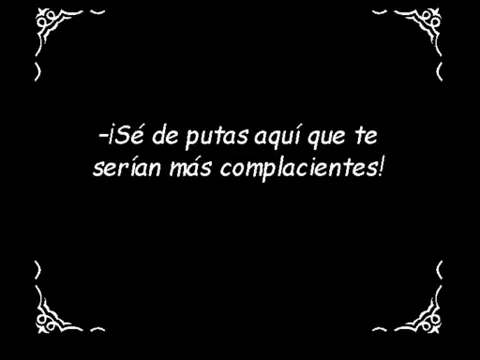 -¡Sé de putas aquí que te
serían más complacientes!